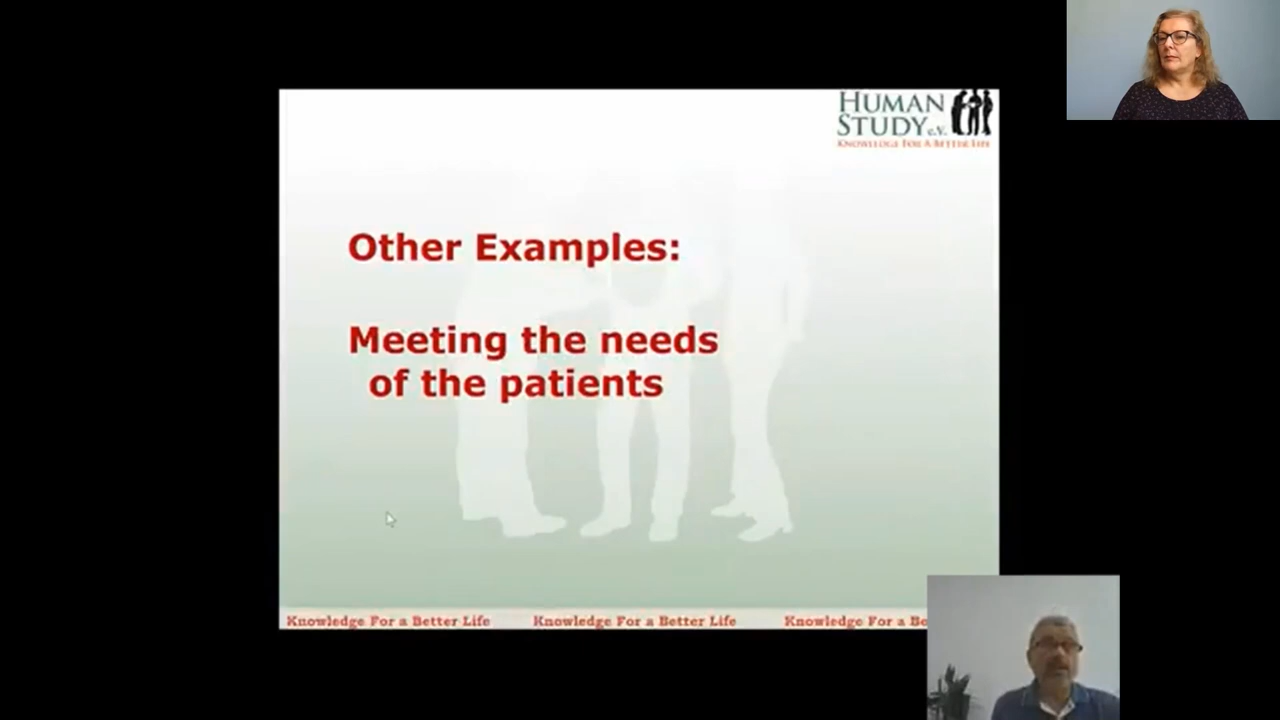 HUMAN
STUDY e.V.
KNOWLEDGE FOR A BETTER LIFE
Other Examples:
Meeting the needs
of the patients
Knowledge For a Better Life Knowledge For a Better Life Knowledge For a Be